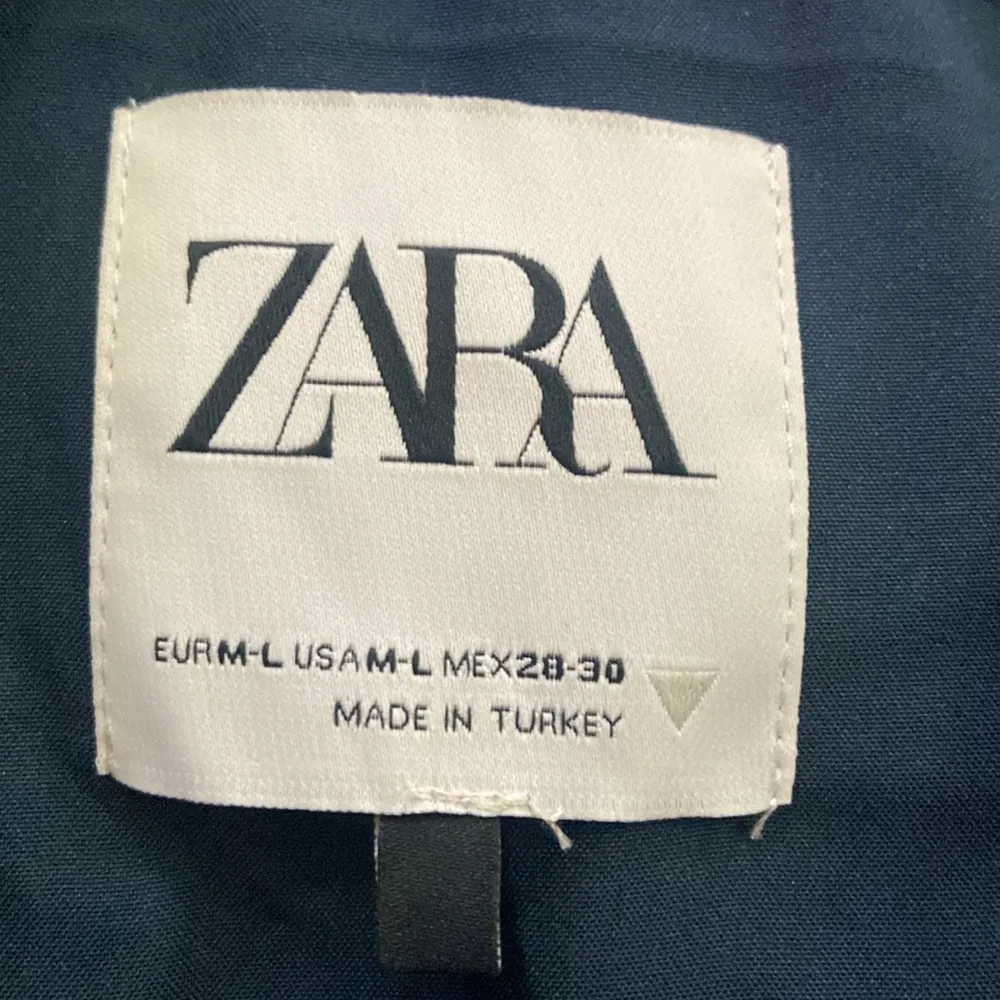 ZARA
EUR M-L USA M-L MEX 28-30
MADE IN TURKEY